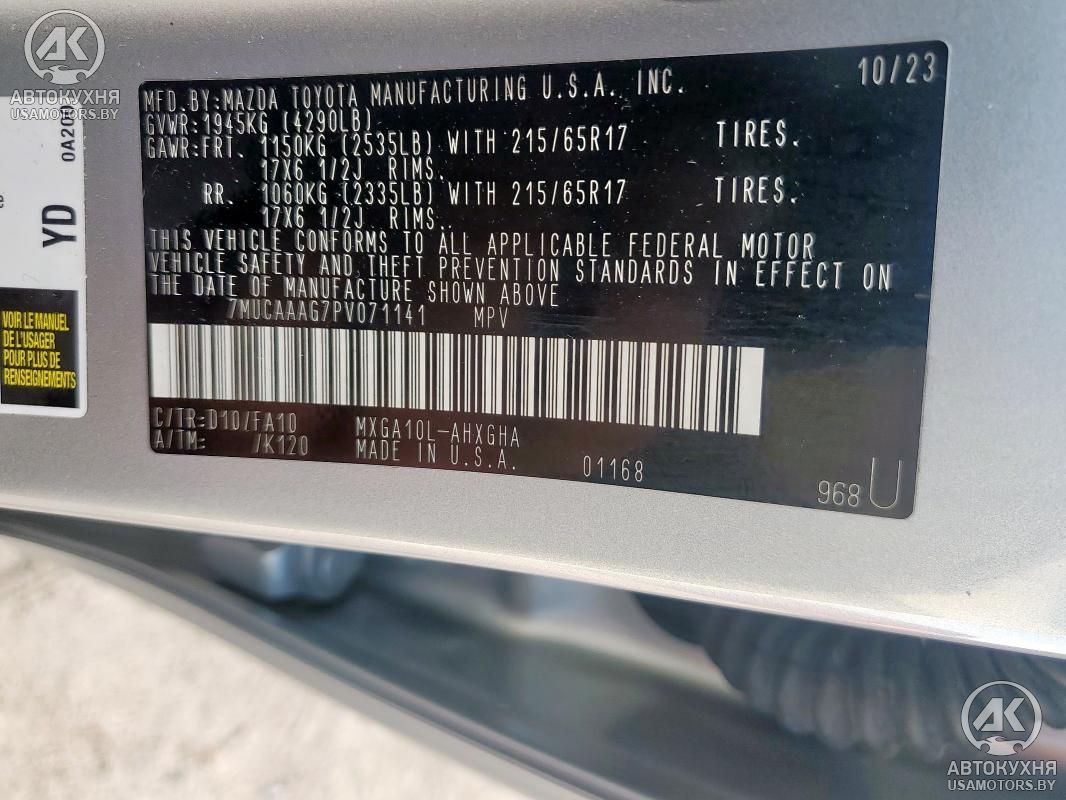 AK
АВТОКУХНЯ
USAMOTORS.BY
0A200
YD
VOIR LE MANUEL
DE L'USAGER
POUR PLUS DE
RENSEIGNEMENTS
10/23
MFD.BY:MAZDA TOYOTA MANUFACTURING U.S.A. INC.
GVWR:1945KG (4290LB)
GAWR:FRT. 1150KG (2535LB) WITH 215/65R17 TIRES.
17X6 1/2J RIMS.
RR. 1060KG (2335LB) WITH 215/65R17 TIRES.
17X6 1/2J RIMS.
THIS VEHICLE CONFORMS TO ALL APPLICABLE FEDERAL MOTOR
VEHICLE SAFETY AND THEFT PREVENTION STANDARDS IN EFFECT ON
THE DATE OF MANUFACTURE SHOWN ABOVE
7MUCAAAG7PV071141 MPV
C/TR:D10/FA10 MXGA10L-AHXGHA
A/TM: /K120 MADE IN U.S.A. 01168
968 U
AK
АВТОКУХНЯ
USAMOTORS.BY